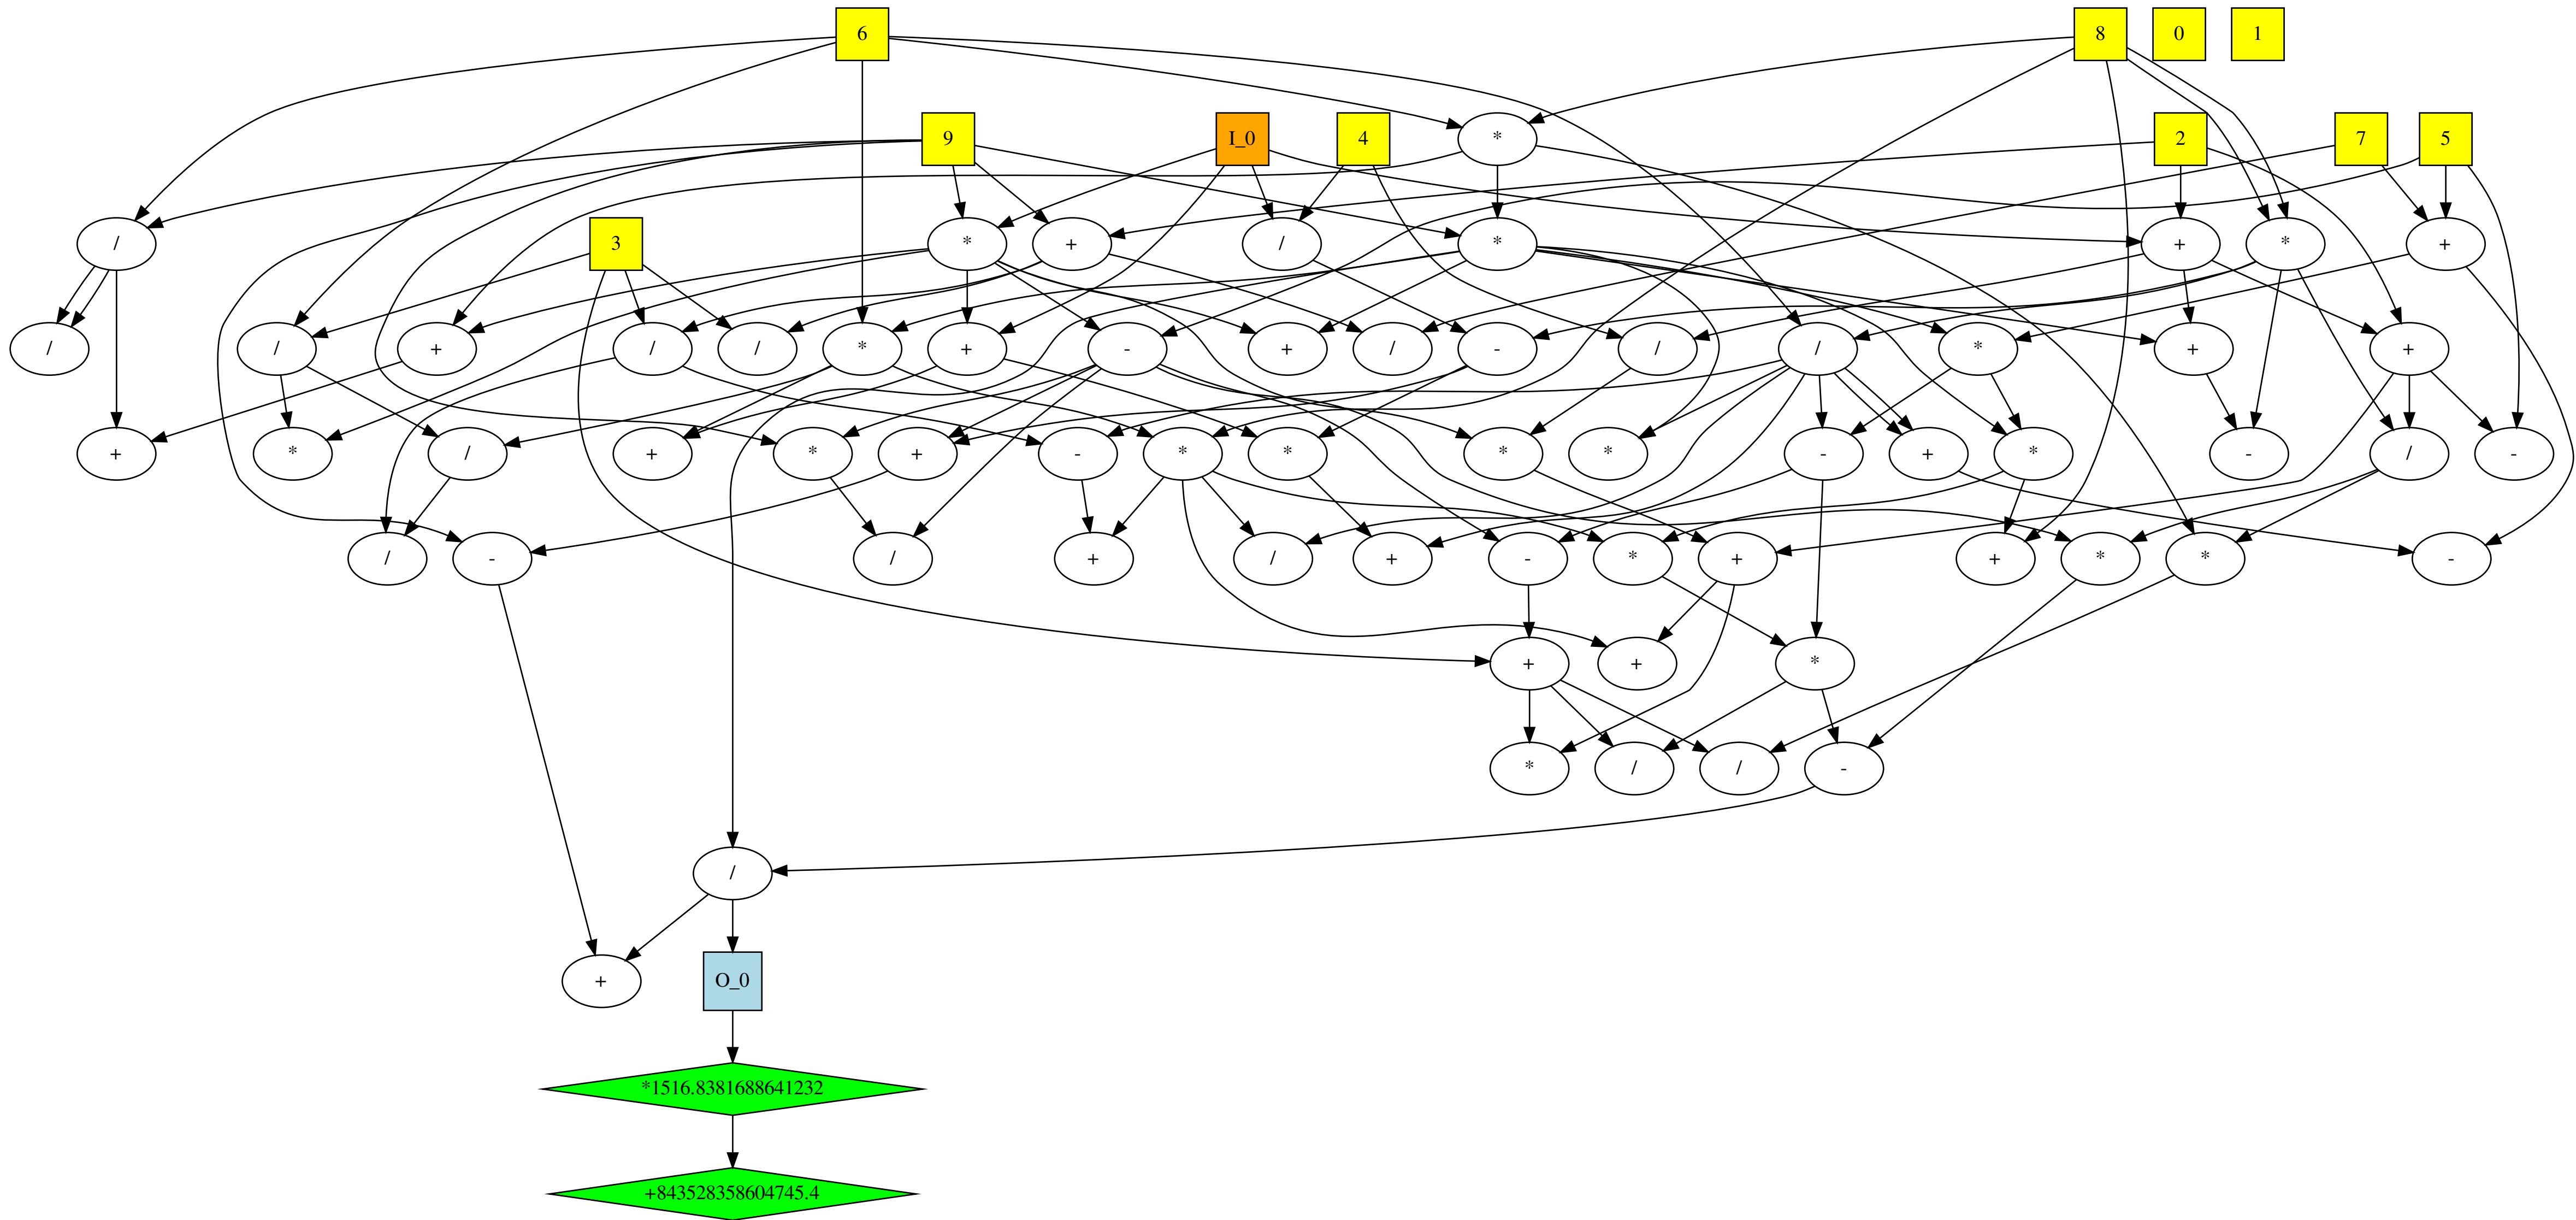 6 8 0 1
9 I_0 4 * 2 7 5
/ 3 * + / * + * +
/ / + / / * + - + / - / / * + +
+ * / + * + - * * * * - + * - / -
/ - / + / + - * + + * * -
+ + *
* / / -
/
+ O_0
*1516.8381688641232
+843528358604745.4